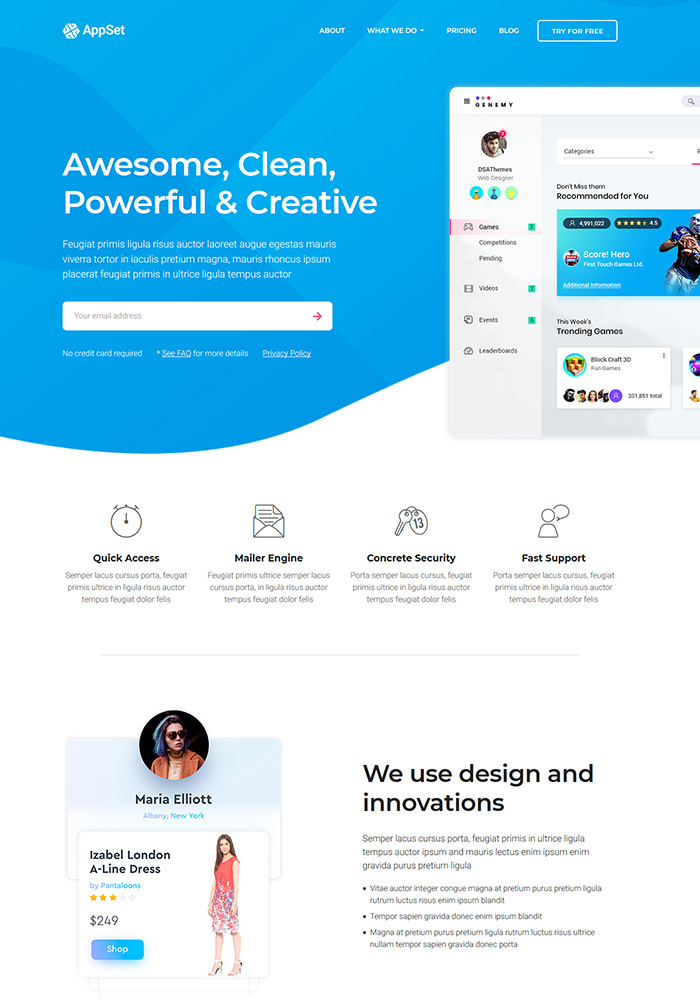 AppSet
ABOUT
WHAT WE DO
PRICING
BLOG
TRY FOR FREE
Awesome, Clean,
Powerful & Creative
Feugiat primis ligula risus auctor laoreet augue egestas mauris
viverra tortor in iaculis pretium magna, mauris rhoncus ipsum
placerat feugiat primis in ultrice ligula tempus auctor
Your email address
No credit card required
* See FAQ for more details
Privacy Policy
GENEMY
2
DSAThemes
Web Designer
Games
3
Competitions
Pending
Videos
Events
6
Leaderboards
Categories
Don't Miss them
Recommended for You
4,991,022
4.5
Score! Hero
First Touch Games Ltd.
Additional Information
This Week's
Trending Games
Block Craft 3D
Fun Games
331,851 total
13
Quick Access
Semper lacus cursus porta, feugiat
primis ultrice in ligula risus auctor
tempus feugiat dolor felis
Mailer Engine
Feugiat primis ultrice semper lacus
cursus porta, in ligula risus auctor
tempus feugiat dolor felis
Concrete Security
Porta semper lacus cursus, feugiat
primis ultrice in ligula risus auctor
tempus feugiat dolor felis
Fast Support
Porta semper lacus cursus, feugiat
primis ultrice in ligula risus auctor
tempus feugiat dolor felis
Maria Elliott
Albany, New York
Izabel London
A-Line Dress
by Pantaloons
$249
Shop
We use design and
innovations
Semper lacus cursus porta, feugiat primis in ultrice ligula
tempus auctor ipsum and mauris lectus enim ipsum enim
gravida purus pretium ligula
• Vitae auctor integer congue magna at pretium purus pretium ligula
rutrum luctus risus enim ipsum blandit
• Tempor sapien gravida donec enim ipsum blandit
• Magna at pretium purus pretium ligula rutrum luctus risus ultrice
nullam tempor sapien gravida donec porta